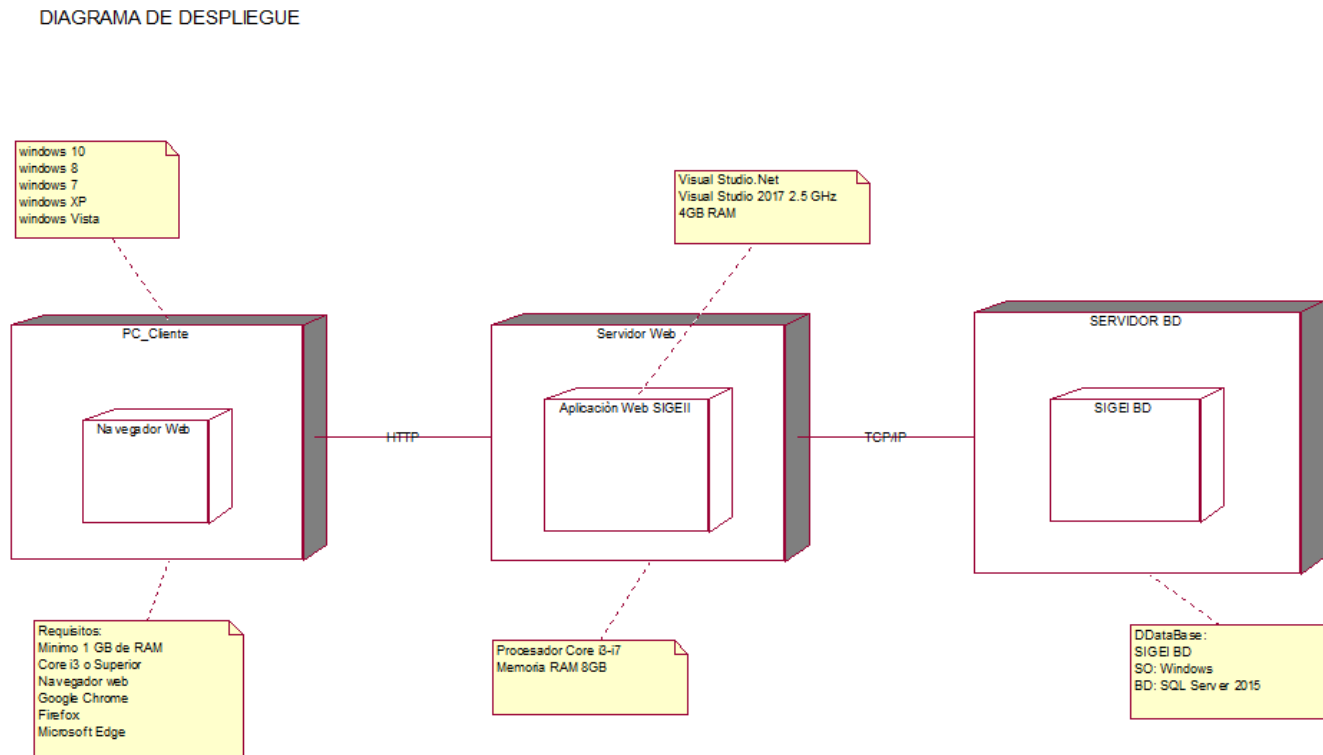 DIAGRAMA DE DESPLIEGUE
windows 10
windows 8
windows 7
windows XP
windows Vista
Visual Studio.Net
Visual Studio 2017 2.5 GHz
4GB RAM
PC_Cliente
Navegador Web
HTTP
Servidor Web
Aplicaciòn Web SIGEII
TCP/IP
SERVIDOR BD
SIGEI BD
Requisitos:
Minimo 1 GB de RAM
Core i3 o Superior
Navegador web
Google Chrome
Firefox
Microsoft Edge
Procesador Core i3-i7
Memoria RAM 8GB
DDataBase:
SIGEI BD
SO: Windows
BD: SQL Server 2015